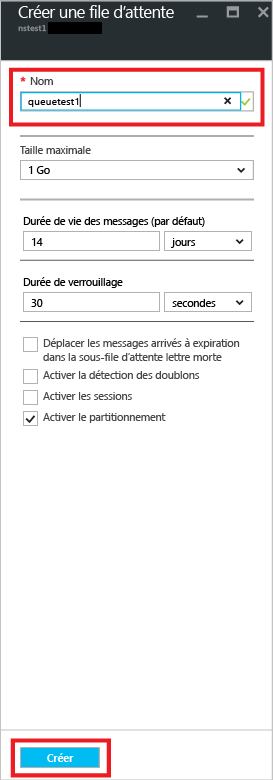 Créer une file d'attente
nstest1
* Nom
queuetest1
Taille maximale
1 Go
Durée de vie des messages (par défaut)
14 jours
Durée de verrouillage
30 secondes
Déplacer les messages arrivés à expiration
dans la sous-file d'attente lettre morte
Activer la détection des doublons
Activer les sessions
Activer le partitionnement
Créer